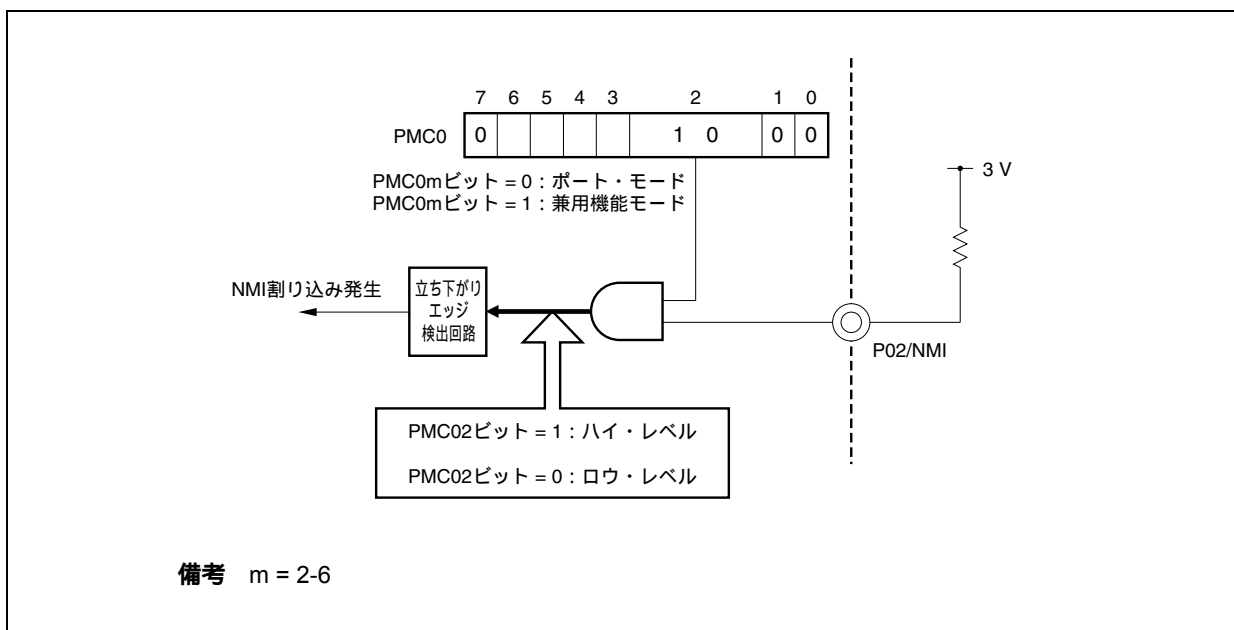 7 6 5 4 3 2 1 0
PMC0 0 1 0 0 0
PMC0mビット = 0 : ポート・モード
PMC0mビット = 1 : 兼用機能モード
3 V
NMI割り込み発生
立ち下がり
エッジ
検出回路
P02/NMI
PMC02ビット = 1 : ハイ・レベル
PMC02ビット = 0 : ロウ・レベル
備考 m = 2-6